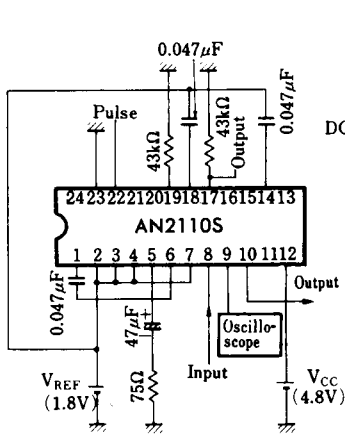 0.047μF
Pulse
43kΩ
43kΩ
Output
0.047μF
DC
24 23 22 21 20 19 18 17 16 15 14 13
AN2110S
1 2 3 4 5 6 7 8 9 10 11 12
0.047μF
47μF
+
Output
Oscillo-
scope
Input
VREF
(1.8V)
75Ω
VCC
(4.8V)